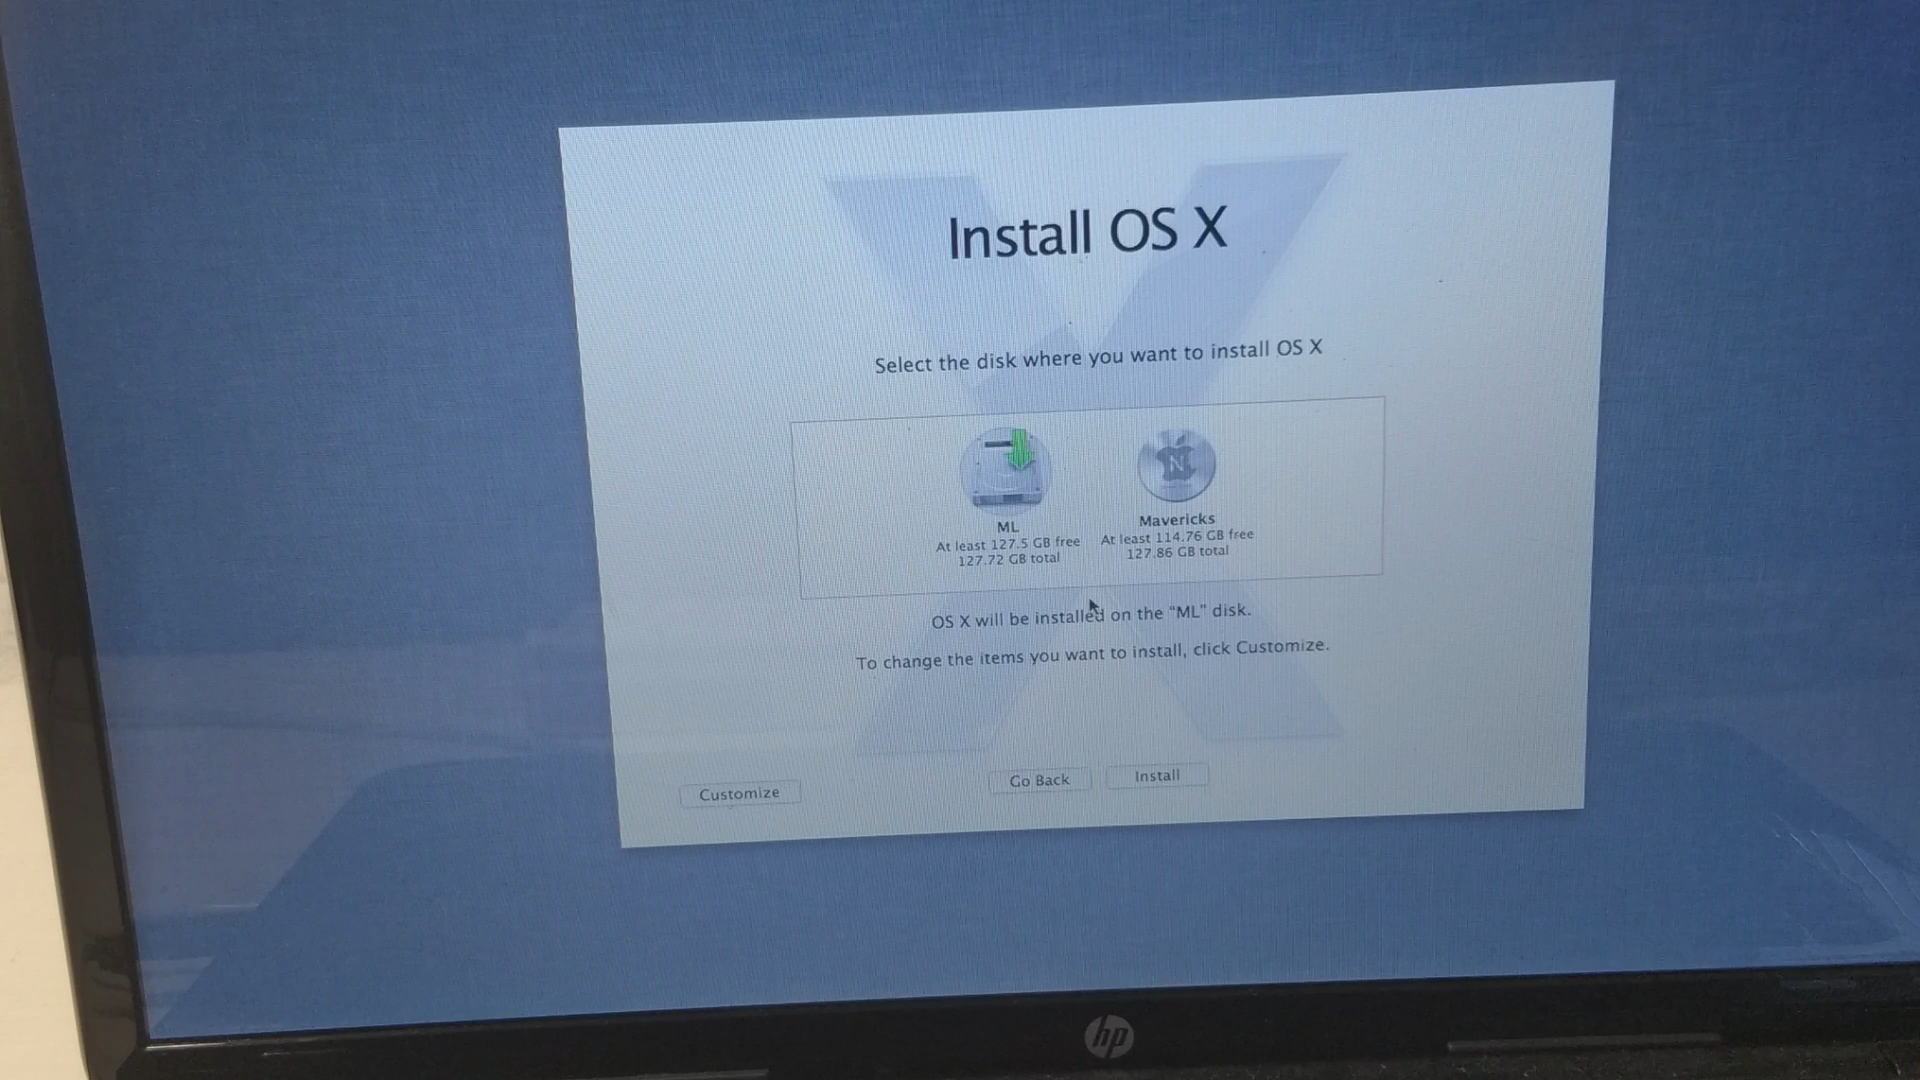 Install OS X
Select the disk where you want to install OS X
ML
At least 127.5 GB free
127.72 GB total
N
Mavericks
At least 114.76 GB free
127.86 GB total
OS X will be installed on the “ML” disk.
To change the items you want to install, click Customize.
Customize
Go Back
Install
hp